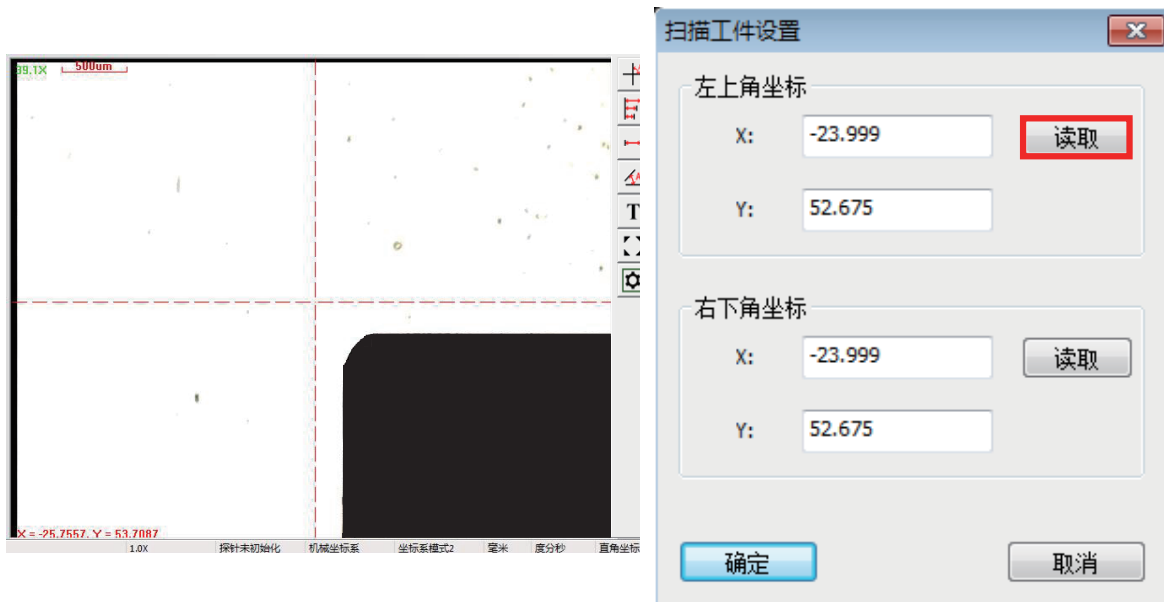 39.1X 500um
T
X = -25.7557, Y = 53.7087
1.0X 探针未初始化 机械坐标系 坐标系模式2 毫米 度分秒 直角坐标
扫描工件设置
左上角坐标
X: -23.999 读取
Y: 52.675
右下角坐标
X: -23.999 读取
Y: 52.675
确定 取消